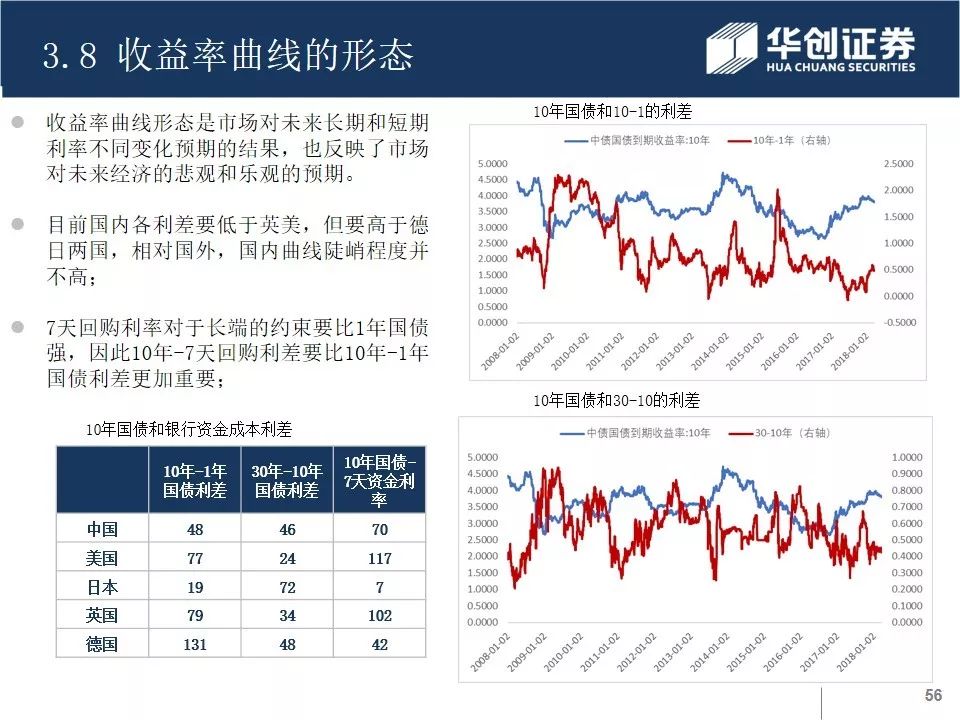 3.8 收益率曲线的形态
华创证券
HUA CHUANG SECURITIES
收益率曲线形态是市场对未来长期和短期
利率不同变化预期的结果，也反映了市场
对未来经济的悲观和乐观的预期。
目前国内各利差要低于英美，但要高于德
日两国，相对国外，国内曲线陡峭程度并
不高；
7天回购利率对于长端的约束要比1年国债
强，因此10年-7天回购利差要比10年-1年
国债利差更加重要；
10年国债和银行资金成本利差
10年-1年国债利差 30年-10年国债利差 10年国债-7天资金利率
中国 48 46 70
美国 77 24 117
日本 19 72 7
英国 79 34 102
德国 131 48 42
10年国债和10-1的利差
中债国债到期收益率:10年 10年-1年（右轴）
5.0000 2.5000
4.5000
4.0000 2.0000
3.5000
3.0000 1.5000
2.5000 1.0000
2.0000
1.5000 0.5000
1.0000 0.0000
0.5000
0.0000 -0.5000
2008-01-02 2009-01-02 2010-01-02 2011-01-02 2012-01-02 2013-01-02 2014-01-02 2015-01-02 2016-01-02 2017-01-02 2018-01-02
10年国债和30-10的利差
中债国债到期收益率:10年 30-10年（右轴）
5.0000 1.0000
4.5000 0.9000
4.0000 0.8000
3.5000 0.7000
3.0000 0.6000
2.5000 0.5000
2.0000 0.4000
1.5000 0.3000
1.0000 0.2000
0.5000 0.1000
0.0000 0.0000
2008-01-02 2009-01-02 2010-01-02 2011-01-02 2012-01-02 2013-01-02 2014-01-02 2015-01-02 2016-01-02 2017-01-02 2018-01-02
56